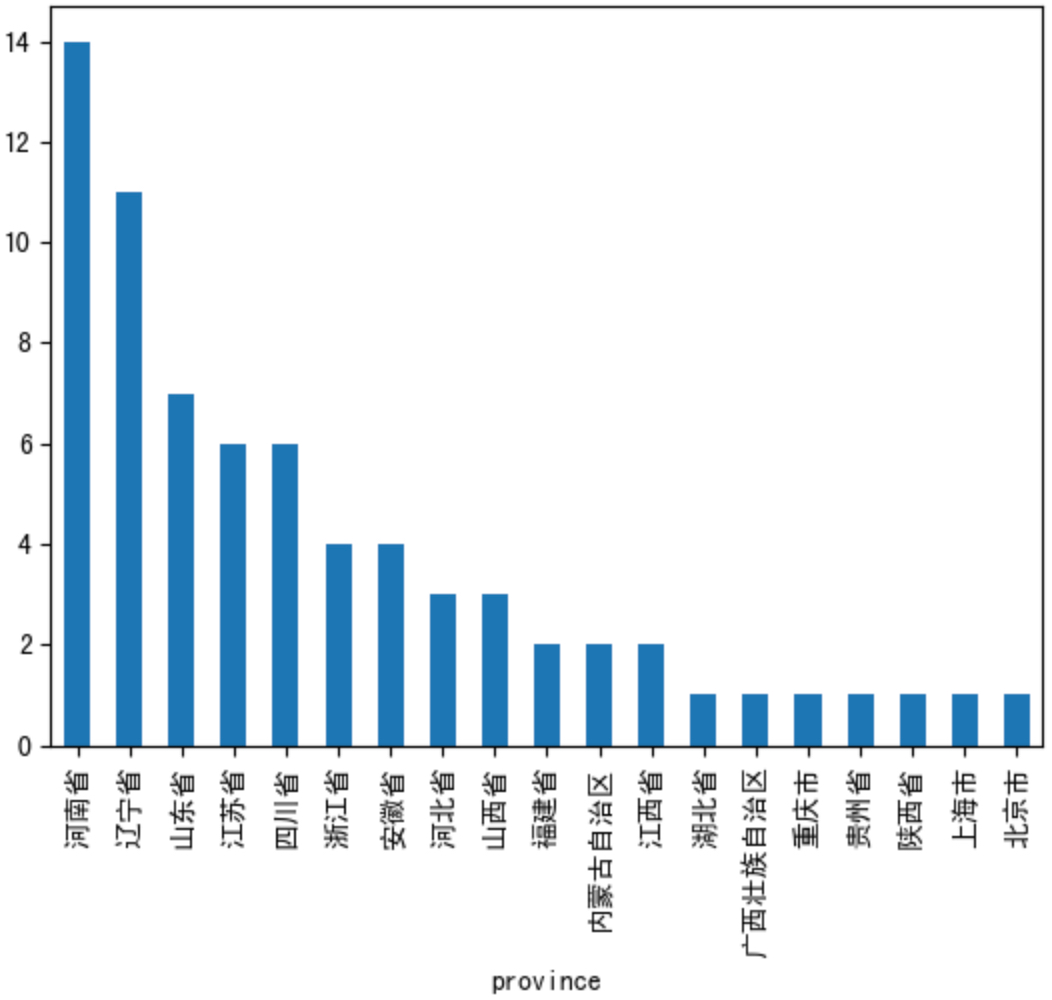 14
12
10
8
6
4
2
0
河南省
辽宁省
山东省
江苏省
四川省
浙江省
安徽省
河北省
山西省
福建省
内蒙古自治区
江西省
湖北省
广西壮族自治区
重庆市
贵州省
陕西省
上海市
北京市
province